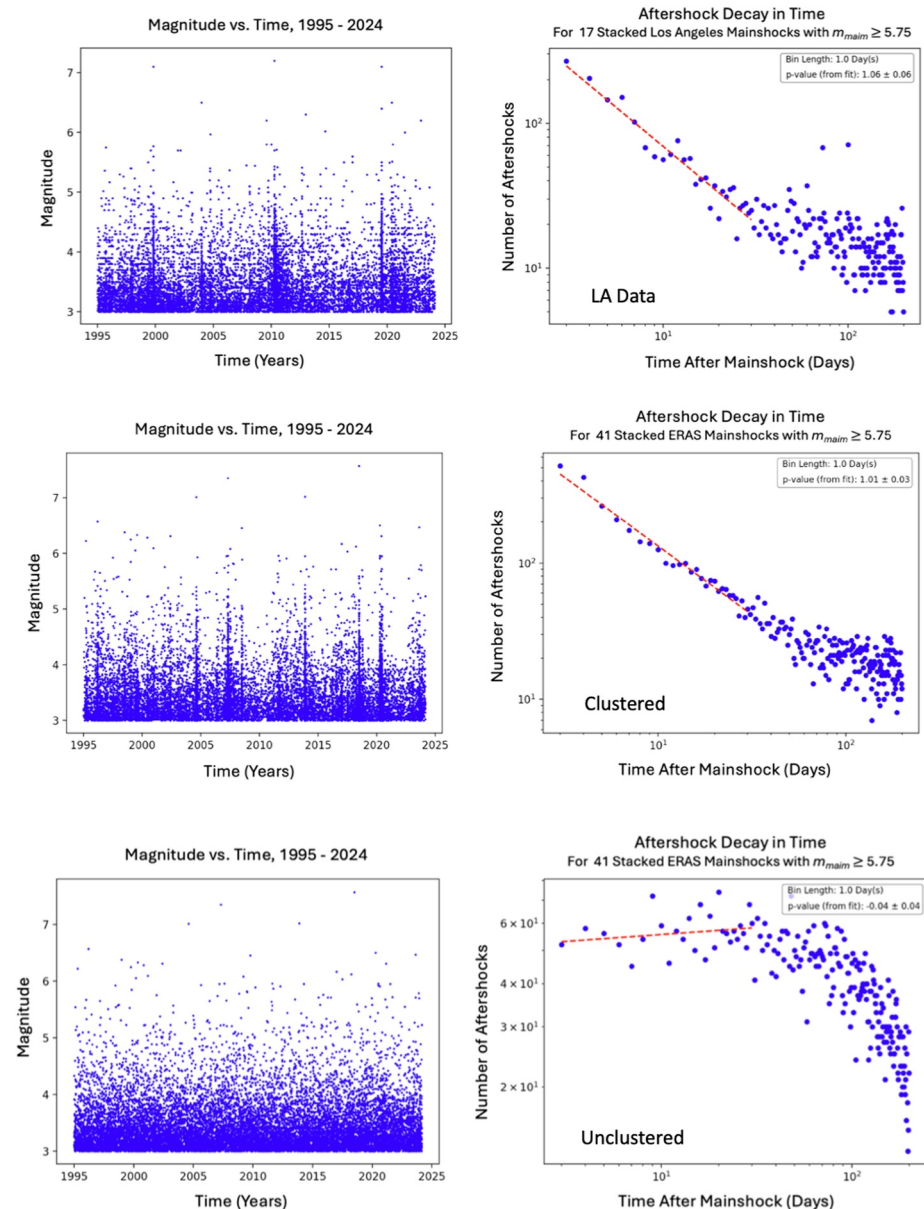 Magnitude vs. Time, 1995 - 2024
7
6
5
4
3
Magnitude
1995 2000 2005 2010 2015 2020 2025
Time (Years)
Aftershock Decay in Time
For 17 Stacked Los Angeles Mainshocks with m_maim ≥ 5.75
Bin Length: 1.0 Day(s)
p-value (from fit): 1.06 ± 0.06
10²
10¹
Number of Aftershocks
LA Data
10¹ 10²
Time After Mainshock (Days)
Magnitude vs. Time, 1995 - 2024
7
6
5
4
3
Magnitude
1995 2000 2005 2010 2015 2020 2025
Time (Years)
Aftershock Decay in Time
For 41 Stacked ERAS Mainshocks with m_maim ≥ 5.75
Bin Length: 1.0 Day(s)
p-value (from fit): 1.01 ± 0.03
10²
10¹
Number of Aftershocks
Clustered
10¹ 10²
Time After Mainshock (Days)
Magnitude vs. Time, 1995 - 2024
7
6
5
4
3
Magnitude
1995 2000 2005 2010 2015 2020 2025
Time (Years)
Aftershock Decay in Time
For 41 Stacked ERAS Mainshocks with m_maim ≥ 5.75
Bin Length: 1.0 Day(s)
p-value (from fit): -0.04 ± 0.04
6 × 10¹
4 × 10¹
3 × 10¹
2 × 10¹
Number of Aftershocks
Unclustered
10¹ 10²
Time After Mainshock (Days)